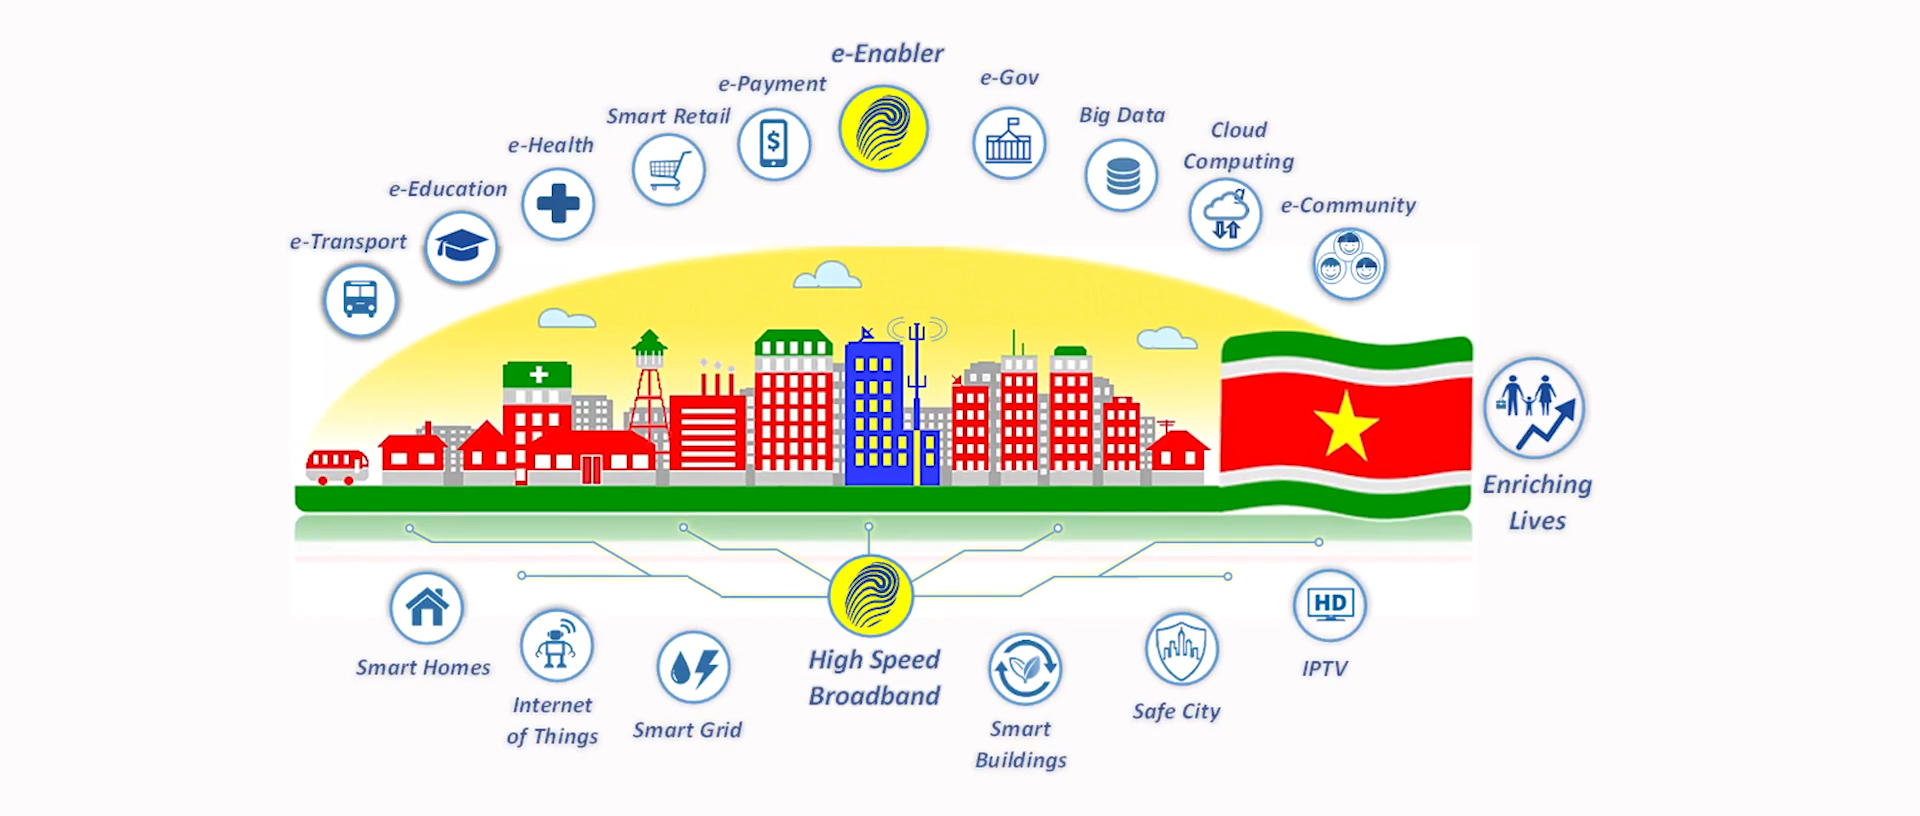 e-Enabler
e-Payment
e-Gov
Smart Retail
Big Data
e-Health
Cloud
Computing
e-Education
e-Community
e-Transport
$
g
Enriching
Lives
HD
Smart Homes
High Speed
Broadband
IPTV
Internet
of Things
Smart Grid
Smart
Buildings
Safe City